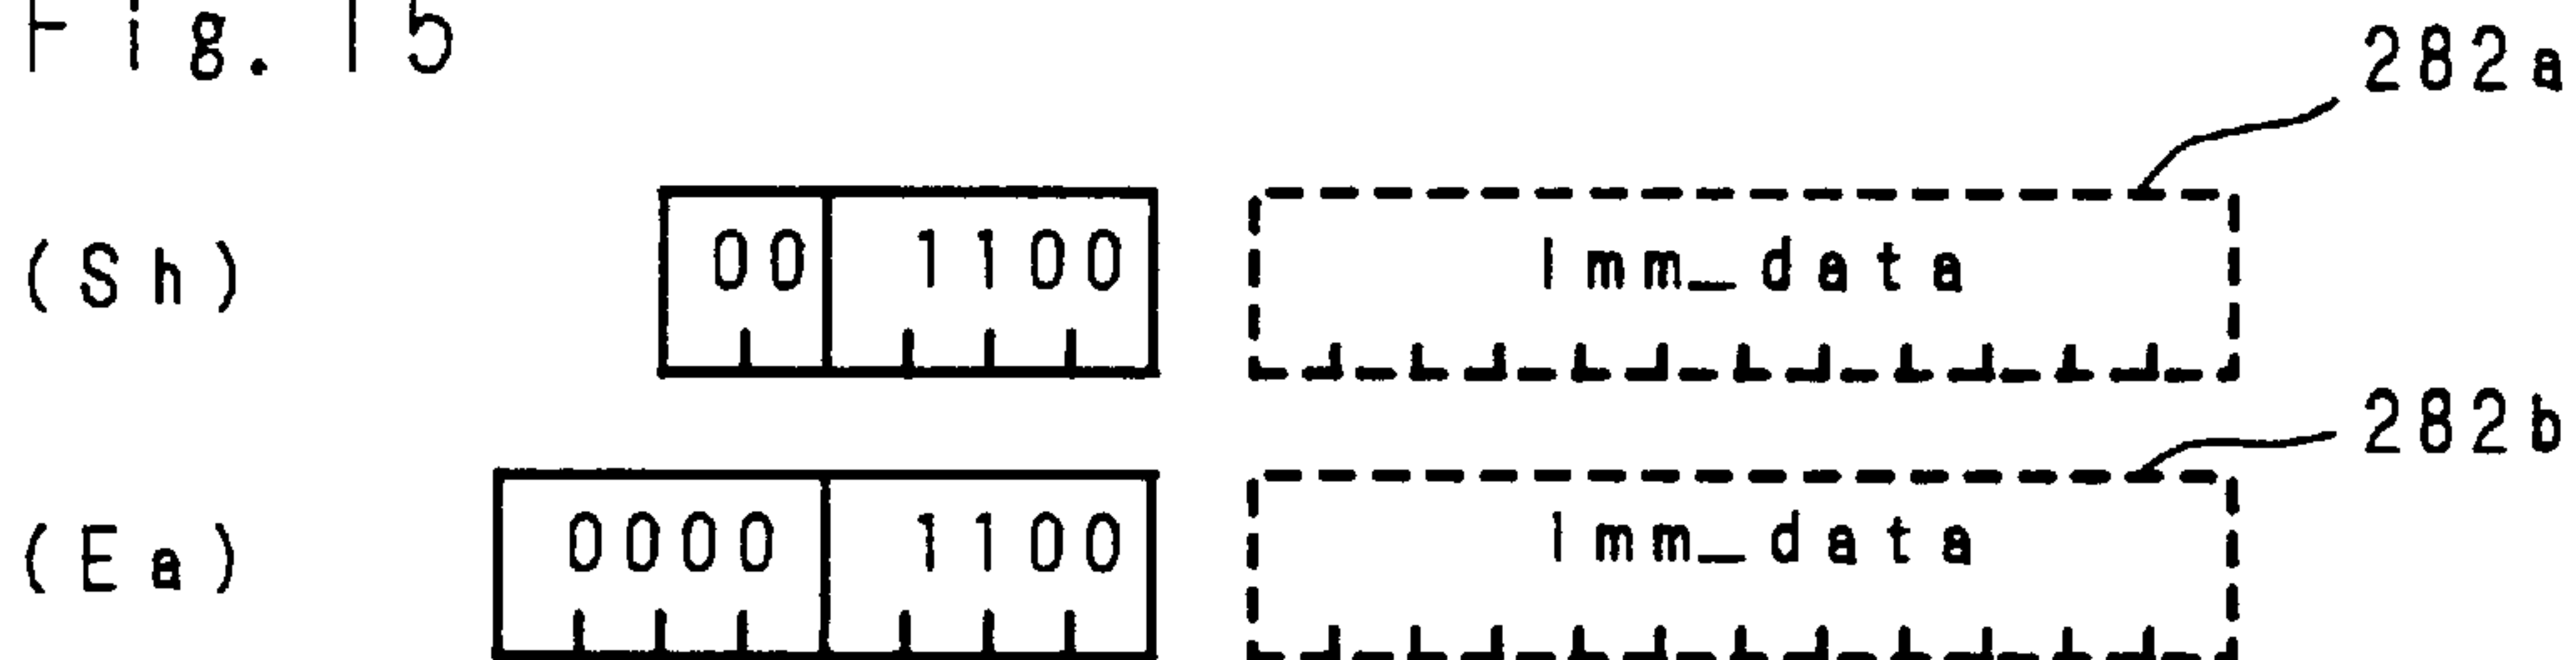 Fig. 15
282a
(Sh) 00 1100 Imm_data
282b
(Ea) 0000 1100 Imm_data